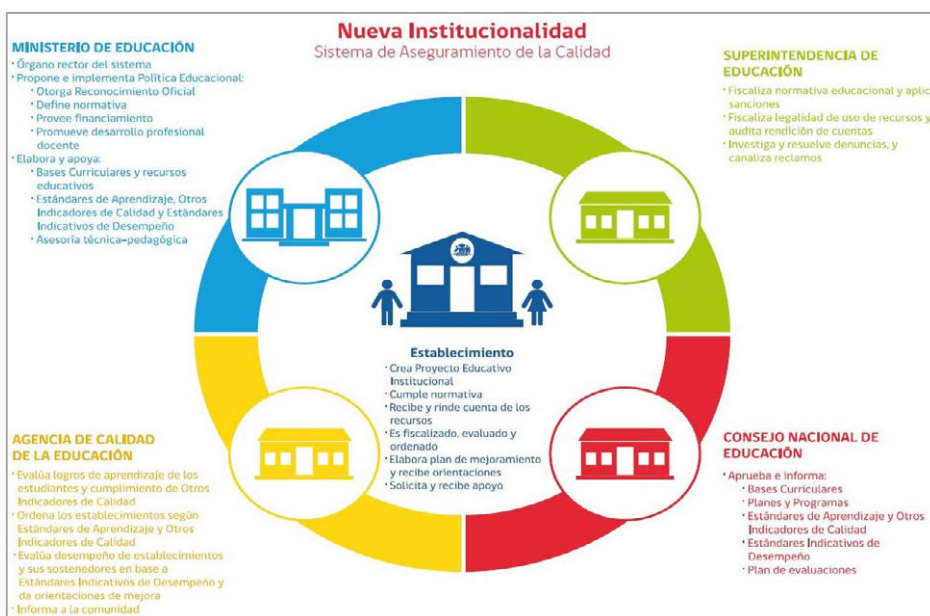 Nueva Institucionalidad
Sistema de Aseguramiento de la Calidad
MINISTERIO DE EDUCACIÓN
· Órgano rector del sistema
· Propone e implementa Política Educacional:
· Otorga Reconocimiento Oficial
· Define normativa
· Provee financiamiento
· Promueve desarrollo profesional
docente
· Elabora y apoya:
· Bases Curriculares y recursos
educativos
· Estándares de Aprendizaje, Otros
Indicadores de Calidad y Estándares
Indicativos de Desempeño
· Asesoría técnica-pedagógica
SUPERINTENDENCIA DE
EDUCACIÓN
· Fiscaliza normativa educacional y aplic
sanciones
· Fiscaliza legalidad de uso de recursos y
audita rendición de cuentas
· Investiga y resuelve denuncias, y
canaliza reclamos
Establecimiento
· Crea Proyecto Educativo
Institucional
· Cumple normativa
· Recibe y rinde cuenta de los
recursos
· Es fiscalizado, evaluado y
ordenado
· Elabora plan de mejoramiento
y recibe orientaciones
· Solicita y recibe apoyo
AGENCIA DE CALIDAD
DE LA EDUCACIÓN
· Evalúa logros de aprendizaje de los
estudiantes y cumplimiento de Otros
Indicadores de Calidad
· Ordena los establecimientos según
Estándares de Aprendizaje y Otros
Indicadores de Calidad
· Evalúa desempeño de establecimientos
y sus sostenedores en base a
Estándares Indicativos de Desempeño y
da orientaciones de mejora
· Informa a la comunidad
CONSEJO NACIONAL DE
EDUCACIÓN
· Aprueba e informa:
· Bases Curriculares
· Planes y Programas
· Estándares de Aprendizaje y Otros
Indicadores de Calidad
· Estándares Indicativos de
Desempeño
· Plan de evaluaciones